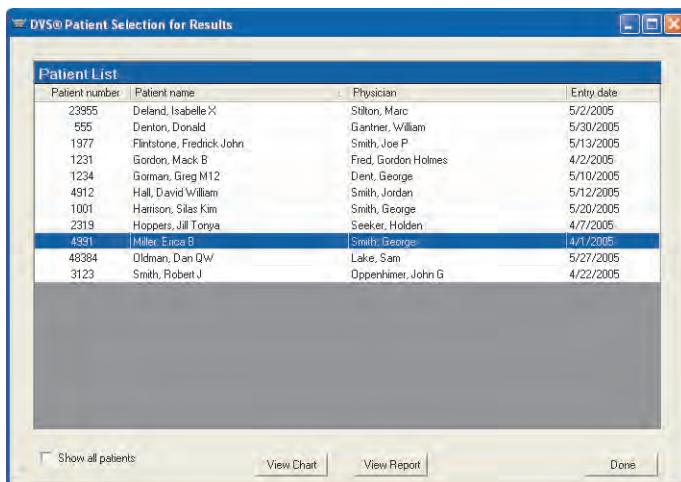 DVS® Patient Selection for Results
Patient List
Patient number Patient name Physician Entry date
23955 Deland, Isabelle X Stilton, Marc 5/2/2005
555 Denton, Donald Gantner, William 5/30/2005
1977 Flintstone, Fredrick John Smith, Joe P 5/13/2005
1231 Gordon, Mack B Fred, Gordon Holmes 4/2/2005
1234 Gorman, Greg M12 Dent, George 5/10/2005
4912 Hall, David William Smith, Jordan 5/12/2005
1001 Harrison, Silas Kim Smith, George 5/20/2005
2319 Hoppers, Jill Tonya Seeker, Holden 4/7/2005
4991 Miller, Erica B Smith, George 4/1/2005
48384 Oldman, Dan QW Lake, Sam 5/27/2005
3123 Smith, Robert J Oppenhimer, John G 4/22/2005
Show all patients
View Chart View Report Done